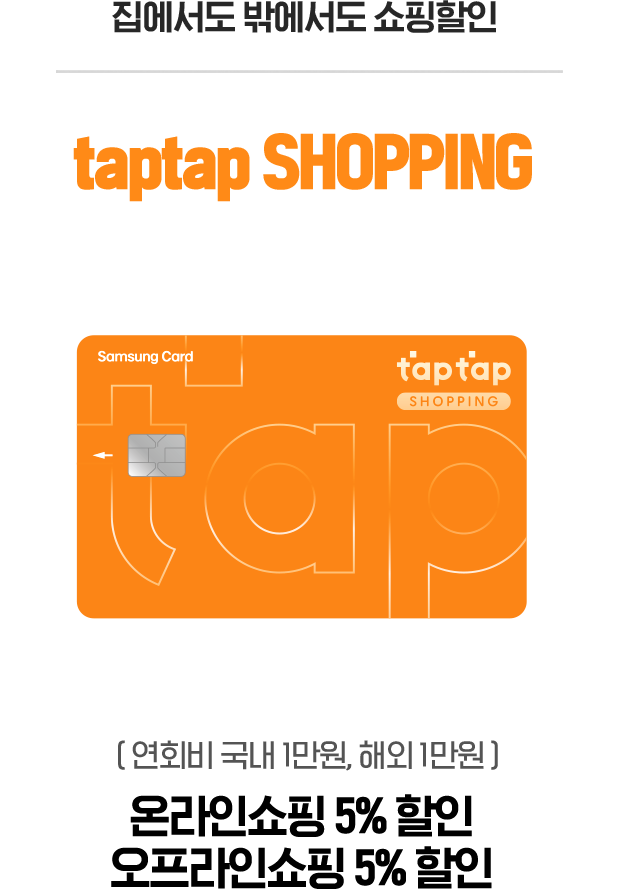 집에서도 밖에서도 쇼핑할인
taptap SHOPPING
Samsung Card
taptap
SHOPPING
tap
( 연회비 국내 1만원, 해외 1만원 )
온라인쇼핑 5% 할인
오프라인쇼핑 5% 할인